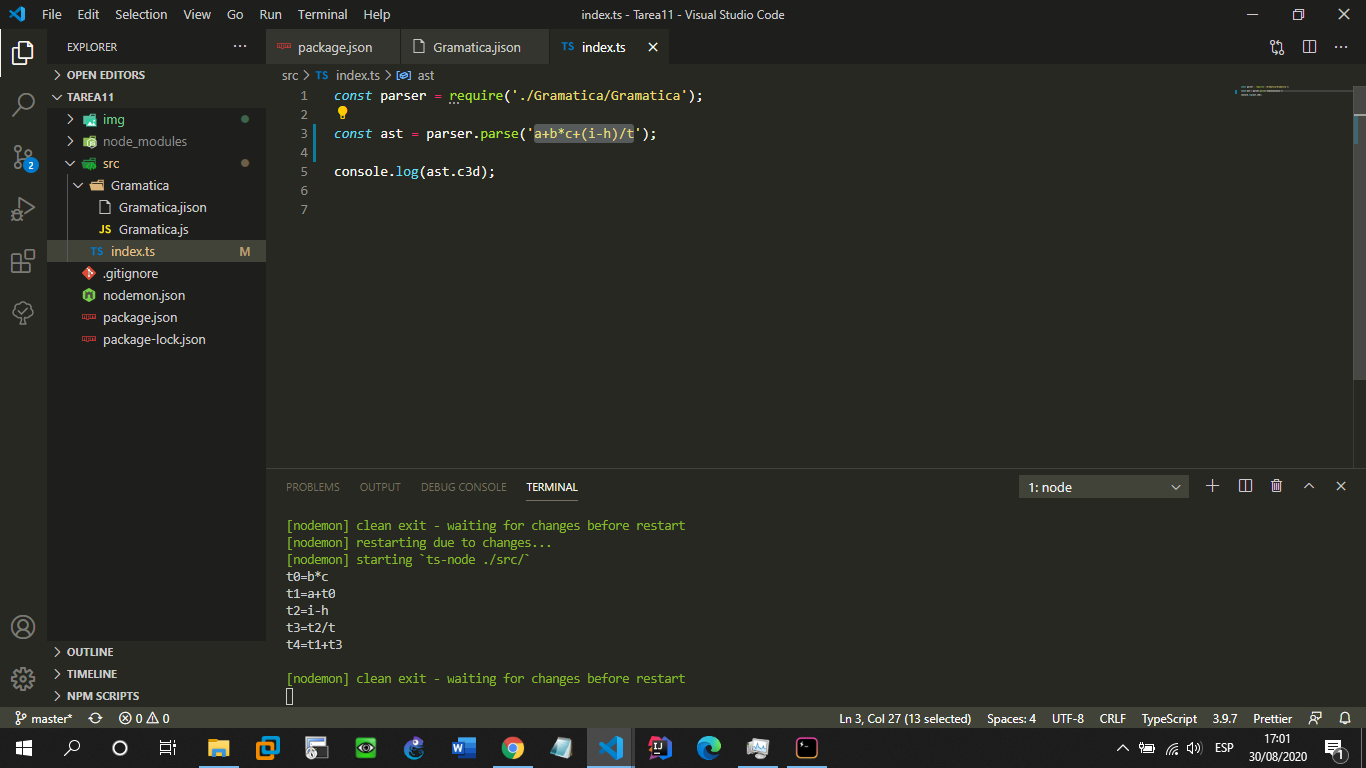 File Edit Selection View Go Run Terminal Help index.ts - Tarea11 - Visual Studio Code
EXPLORER
package.json Gramatica.jison TS index.ts
OPEN EDITORS
TAREA11
img
node_modules
src
Gramatica
Gramatica.jison
JS Gramatica.js
TS index.ts M
.gitignore
nodemon.json
package.json
package-lock.json
OUTLINE
TIMELINE
NPM SCRIPTS
2
src > TS index.ts > ast
1 const parser = require('./Gramatica/Gramatica');
2
3 const ast = parser.parse('a+b*c+(i-h)/t');
4
5 console.log(ast.c3d);
6
7
PROBLEMS OUTPUT DEBUG CONSOLE TERMINAL 1: node
[nodemon] clean exit - waiting for changes before restart
[nodemon] restarting due to changes...
[nodemon] starting `ts-node ./src/`
t0=b*c
t1=a+t0
t2=i-h
t3=t2/t
t4=t1+t3
[nodemon] clean exit - waiting for changes before restart
master* 0 0 Ln 3, Col 27 (13 selected) Spaces: 4 UTF-8 CRLF TypeScript 3.9.7 Prettier
ESP 17:01
30/08/2020 1